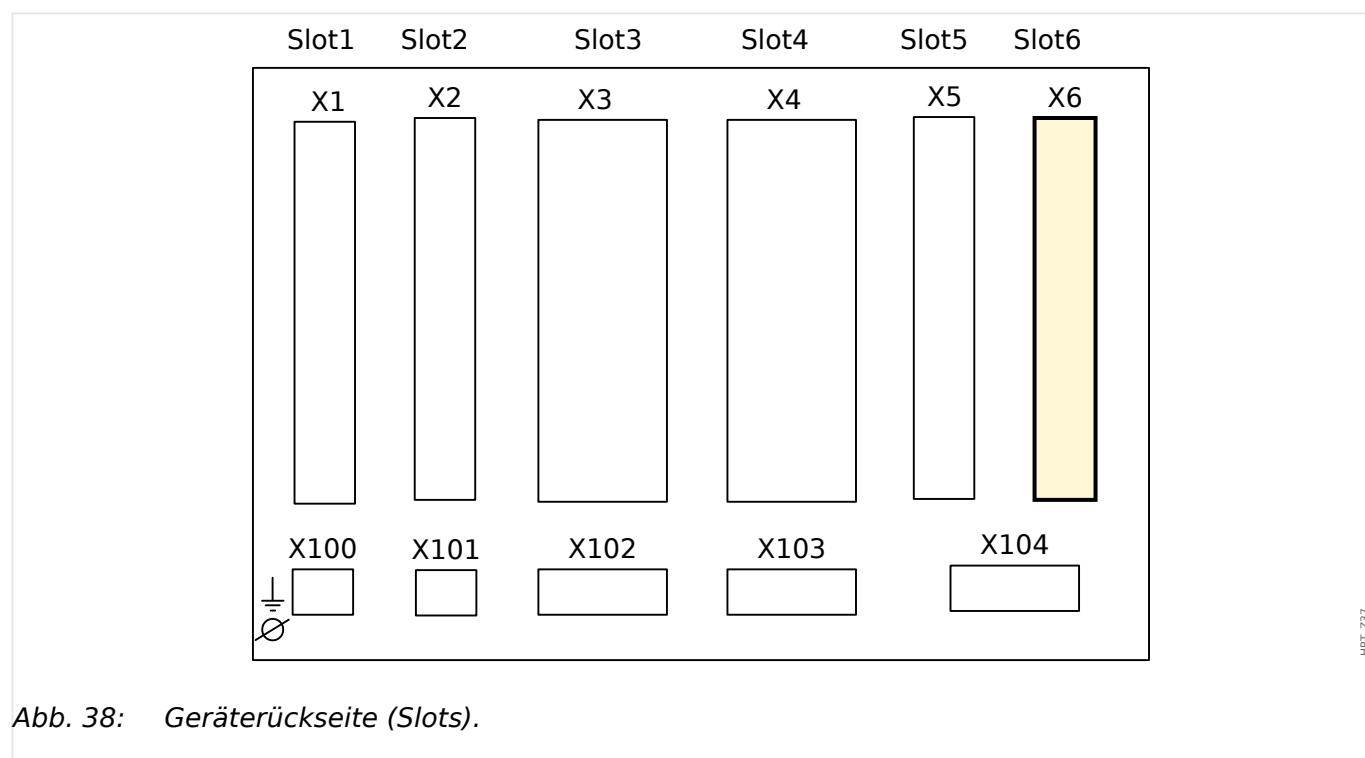 Slot1 Slot2 Slot3 Slot4 Slot5 Slot6
X1 X2 X3 X4 X5 X6
X100 X101 X102 X103 X104
Abb. 38: Geräterückseite (Slots).